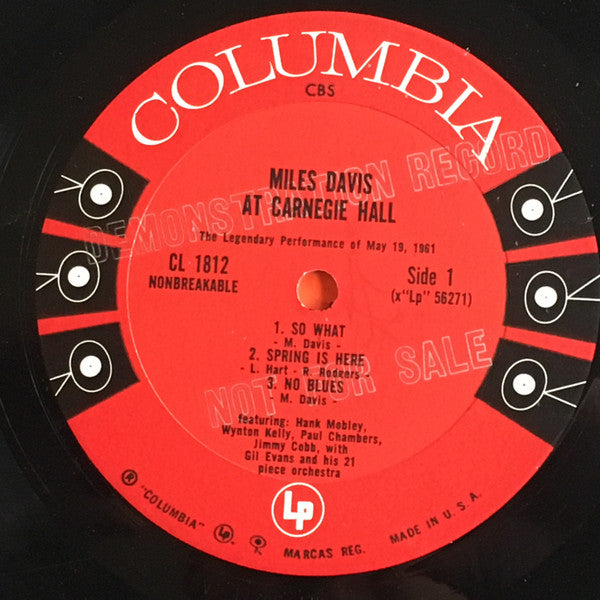 COLUMBIA
CBS
DEMONSTRATION RECORD
MILES DAVIS
AT CARNEGIE HALL
The Legendary Performance of May 19, 1961
CL 1812
NONBREAKABLE
Side 1
(x"Lp" 56271)
1. SO WHAT
- M. Davis -
2. SPRING IS HERE
- L. Hart - R. Rodgers -
3. NO BLUES
- M. Davis -
NOT FOR SALE
featuring: Hank Mobley,
Wynton Kelly, Paul Chambers,
Jimmy Cobb, with
Gil Evans and his 21
piece orchestra
Lp
® "COLUMBIA" Lp MARCAS REG. MADE IN U.S.A.